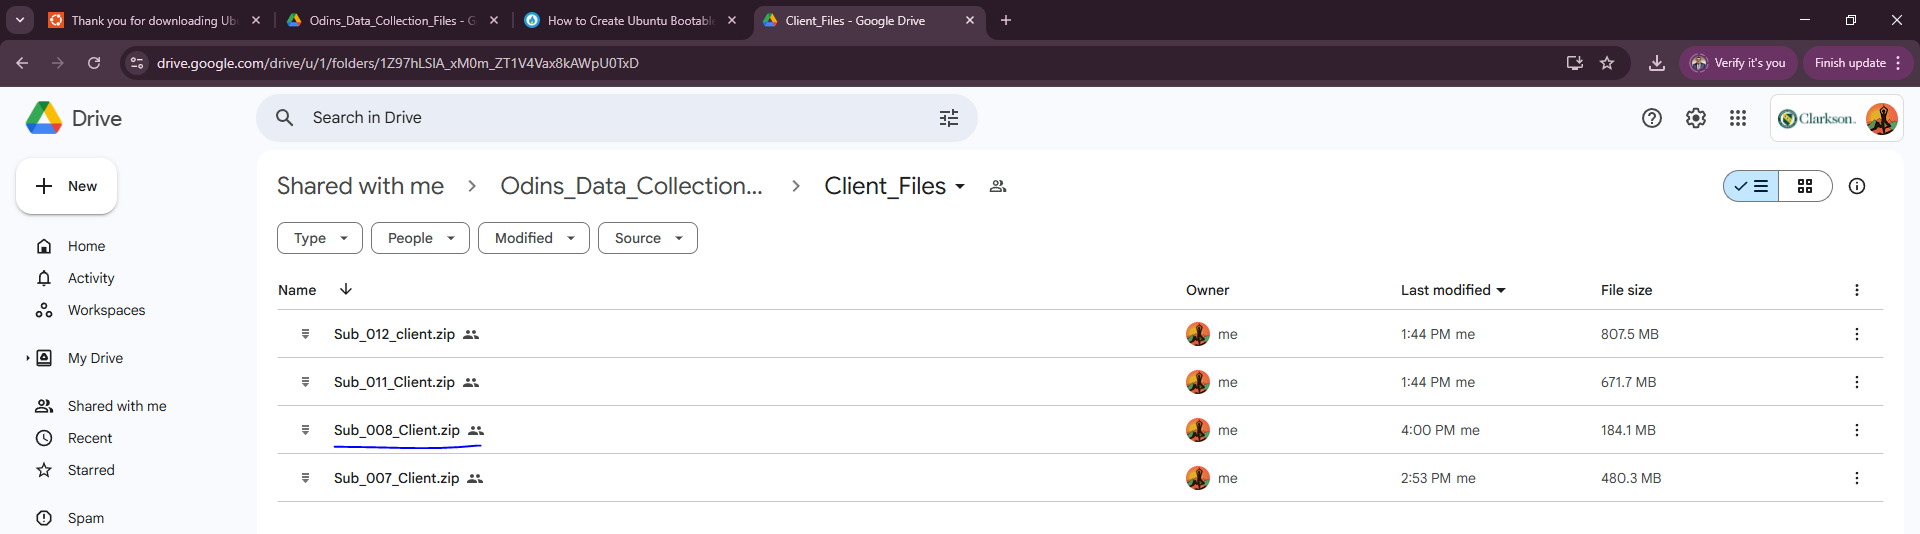 Thank you for downloading Ub
Odins_Data_Collection_Files - G
How to Create Ubuntu Bootable
Client_Files - Google Drive
drive.google.com/drive/u/1/folders/1Z97hLSlA_xM0m_ZT1V4Vax8kAWpU0TxD
Verify it's you
Finish update
Drive
Search in Drive
Clarkson
New
Shared with me
Odins_Data_Collection...
Client_Files
Type
People
Modified
Source
Home
Activity
Workspaces
My Drive
Shared with me
Recent
Starred
Spam
Name
Owner
Last modified
File size
Sub_012_client.zip
me
1:44 PM me
807.5 MB
Sub_011_Client.zip
me
1:44 PM me
671.7 MB
Sub_008_Client.zip
me
4:00 PM me
184.1 MB
Sub_007_Client.zip
me
2:53 PM me
480.3 MB